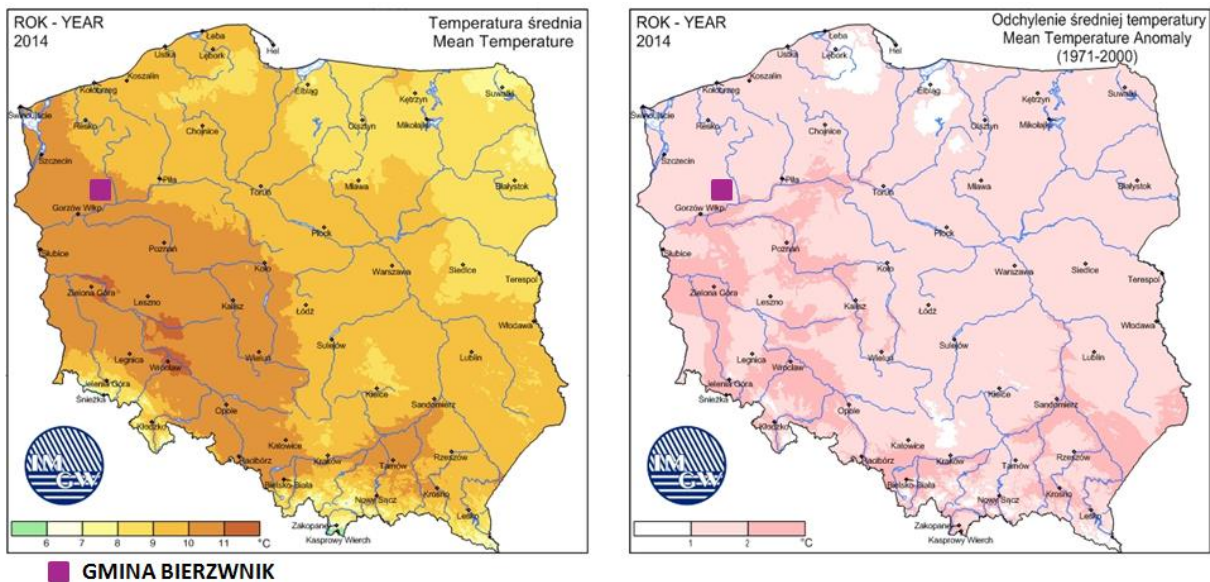 ROK - YEAR
2014
Temperatura średnia
Mean Temperature
Łeba
Hel
Ustka
Lębork
Koszalin
Kołobrzeg
Elbląg
Kętrzyn
Suwałki
Świnoujście
Resko
Chojnice
Olsztyn
Mikołajki
Szczecin
Piła
Toruń
Mława
Białystok
Gorzów Wlkp.
Płock
Słubice
Poznań
Koło
Warszawa
Siedlce
Terespol
Zielona Góra
Leszno
Kalisz
Łódź
Włodawa
Sulejów
Legnica
Wrocław
Wieluń
Lublin
Jelenia Góra
Śnieżka
Kielce
Opole
Sandomierz
Kłodzko
Katowice
Racibórz
Kraków
Tarnów
Rzeszów
Bielsko-Biała
Nowy Sącz
Krosno
Lesko
Zakopane
Kasprowy Wierch
IM
GW
6 7 8 9 10 11 °C
ROK - YEAR
2014
Odchylenie średniej temperatury
Mean Temperature Anomaly
(1971-2000)
Łeba
Hel
Ustka
Lębork
Koszalin
Kołobrzeg
Elbląg
Kętrzyn
Suwałki
Świnoujście
Resko
Chojnice
Olsztyn
Mikołajki
Szczecin
Piła
Toruń
Mława
Białystok
Gorzów Wlkp.
Płock
Słubice
Poznań
Koło
Warszawa
Siedlce
Terespol
Zielona Góra
Leszno
Kalisz
Łódź
Włodawa
Sulejów
Legnica
Wrocław
Wieluń
Lublin
Jelenia Góra
Śnieżka
Kielce
Opole
Sandomierz
Kłodzko
Katowice
Racibórz
Kraków
Tarnów
Rzeszów
Bielsko-Biała
Nowy Sącz
Krosno
Lesko
Zakopane
Kasprowy Wierch
IM
GW
1 2 °C
GMINA BIERZWNIK